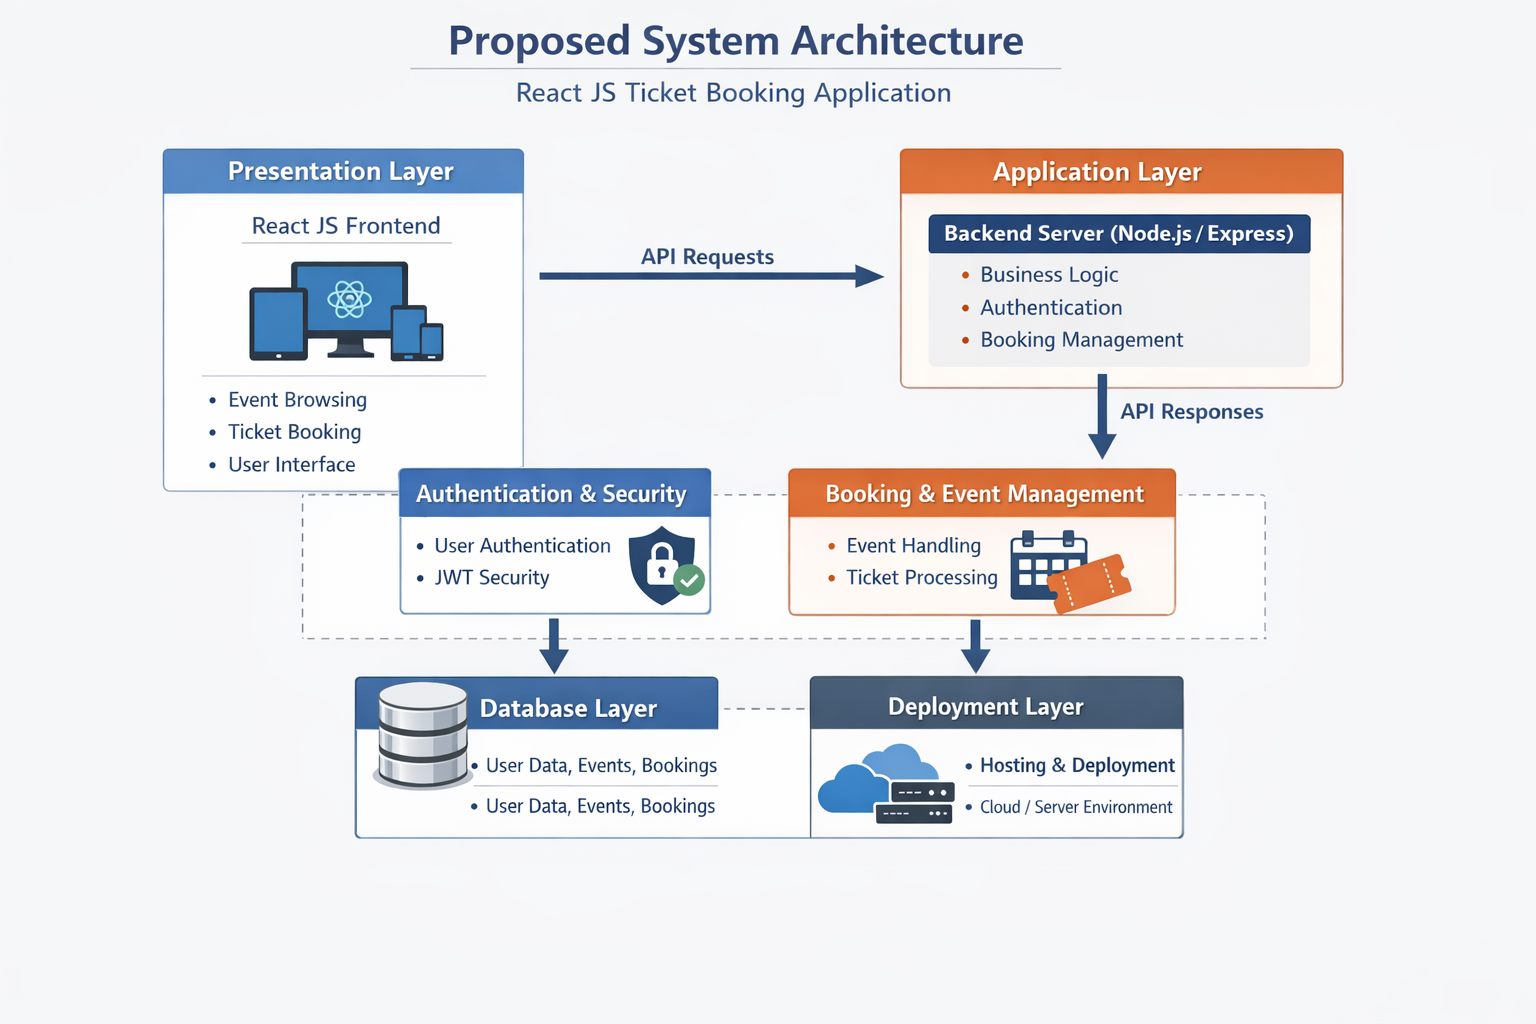 Proposed System Architecture
React JS Ticket Booking Application
Presentation Layer
React JS Frontend
• Event Browsing
• Ticket Booking
• User Interface
API Requests
Application Layer
Backend Server (Node.js / Express)
• Business Logic
• Authentication
• Booking Management
API Responses
Authentication & Security
• User Authentication
• JWT Security
Booking & Event Management
• Event Handling
• Ticket Processing
Database Layer
• User Data, Events, Bookings
• User Data, Events, Bookings
Deployment Layer
• Hosting & Deployment
• Cloud / Server Environment